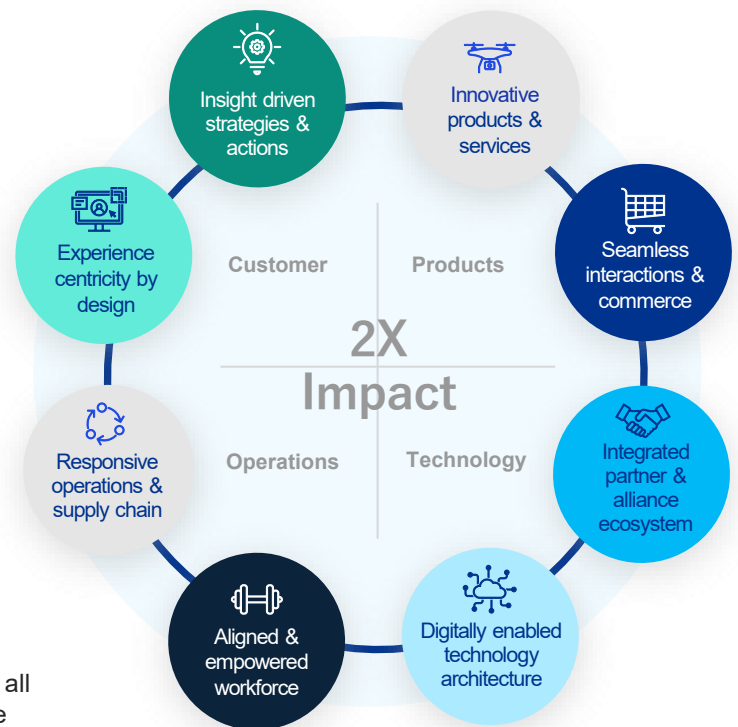 Insight driven
strategies &
actions
Innovative
products &
services
Experience
centricity by
design
Customer
Products
Seamless
interactions &
commerce
2X
Impact
Responsive
operations &
supply chain
Operations
Technology
Integrated
partner &
alliance
ecosystem
Aligned &
empowered
workforce
Digitally enabled
technology
architecture
all
e